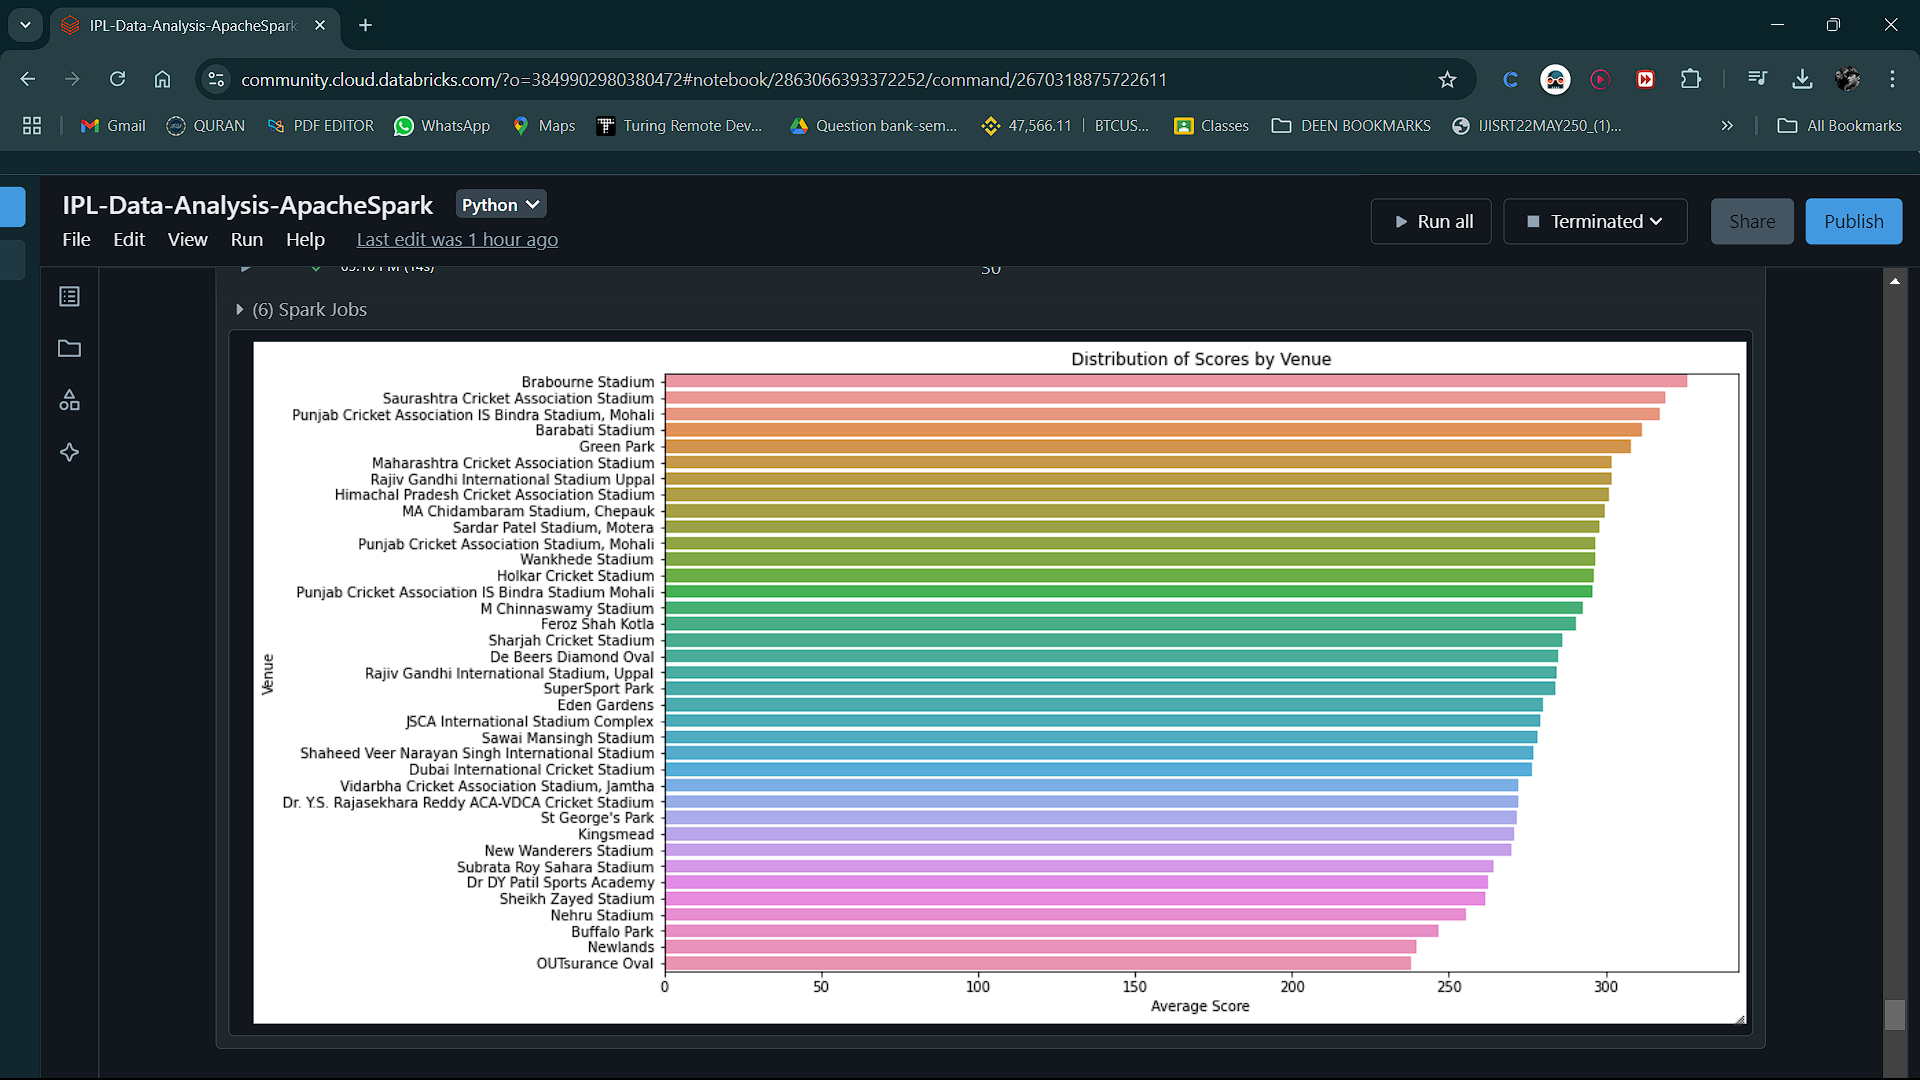 IPL-Data-Analysis-ApacheSpark
community.cloud.databricks.com/?o=3849902980380472#notebook/2863066393372252/command/2670318875722611
Gmail QURAN PDF EDITOR WhatsApp Maps Turing Remote Dev... Question bank-sem... 47,566.11 | BTCUS... Classes DEEN BOOKMARKS IJISRT22MAY250_(1)... All Bookmarks
IPL-Data-Analysis-ApacheSpark Python
Run all Terminated Share Publish
File Edit View Run Help Last edit was 1 hour ago
30
(6) Spark Jobs
Distribution of Scores by Venue
Brabourne Stadium
Saurashtra Cricket Association Stadium
Punjab Cricket Association IS Bindra Stadium, Mohali
Barabati Stadium
Green Park
Maharashtra Cricket Association Stadium
Rajiv Gandhi International Stadium Uppal
Himachal Pradesh Cricket Association Stadium
MA Chidambaram Stadium, Chepauk
Sardar Patel Stadium, Motera
Punjab Cricket Association Stadium, Mohali
Wankhede Stadium
Holkar Cricket Stadium
Punjab Cricket Association IS Bindra Stadium Mohali
M Chinnaswamy Stadium
Feroz Shah Kotla
Sharjah Cricket Stadium
De Beers Diamond Oval
Rajiv Gandhi International Stadium, Uppal
SuperSport Park
Eden Gardens
JSCA International Stadium Complex
Sawai Mansingh Stadium
Shaheed Veer Narayan Singh International Stadium
Dubai International Cricket Stadium
Vidarbha Cricket Association Stadium, Jamtha
Dr. Y.S. Rajasekhara Reddy ACA-VDCA Cricket Stadium
St George's Park
Kingsmead
New Wanderers Stadium
Subrata Roy Sahara Stadium
Dr DY Patil Sports Academy
Sheikh Zayed Stadium
Nehru Stadium
Buffalo Park
Newlands
OUTsurance Oval
Venue
0 50 100 150 200 250 300
Average Score